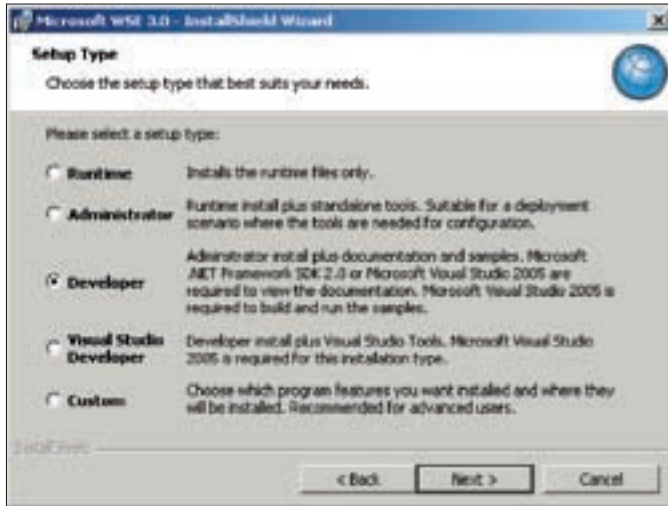 Microsoft WSE 3.0 - InstallShield Wizard
Setup Type
Choose the setup type that best suits your needs.
Please select a setup type:
Runtime
Installs the runtime files only.
Administrator
Runtime install plus standalone tools. Suitable for a deployment
scenario where the tools are needed for configuration.
Developer
Administrator install plus documentation and samples. Microsoft
.NET Framework SDK 2.0 or Microsoft Visual Studio 2005 are
required to view the documentation. Microsoft Visual Studio 2005 is
required to build and run the samples.
Visual Studio
Developer
Developer install plus Visual Studio Tools. Microsoft Visual Studio
2005 is required for this installation type.
Custom
Choose which program features you want installed and where they
will be installed. Recommended for advanced users.
InstallShield
< Back
Next >
Cancel